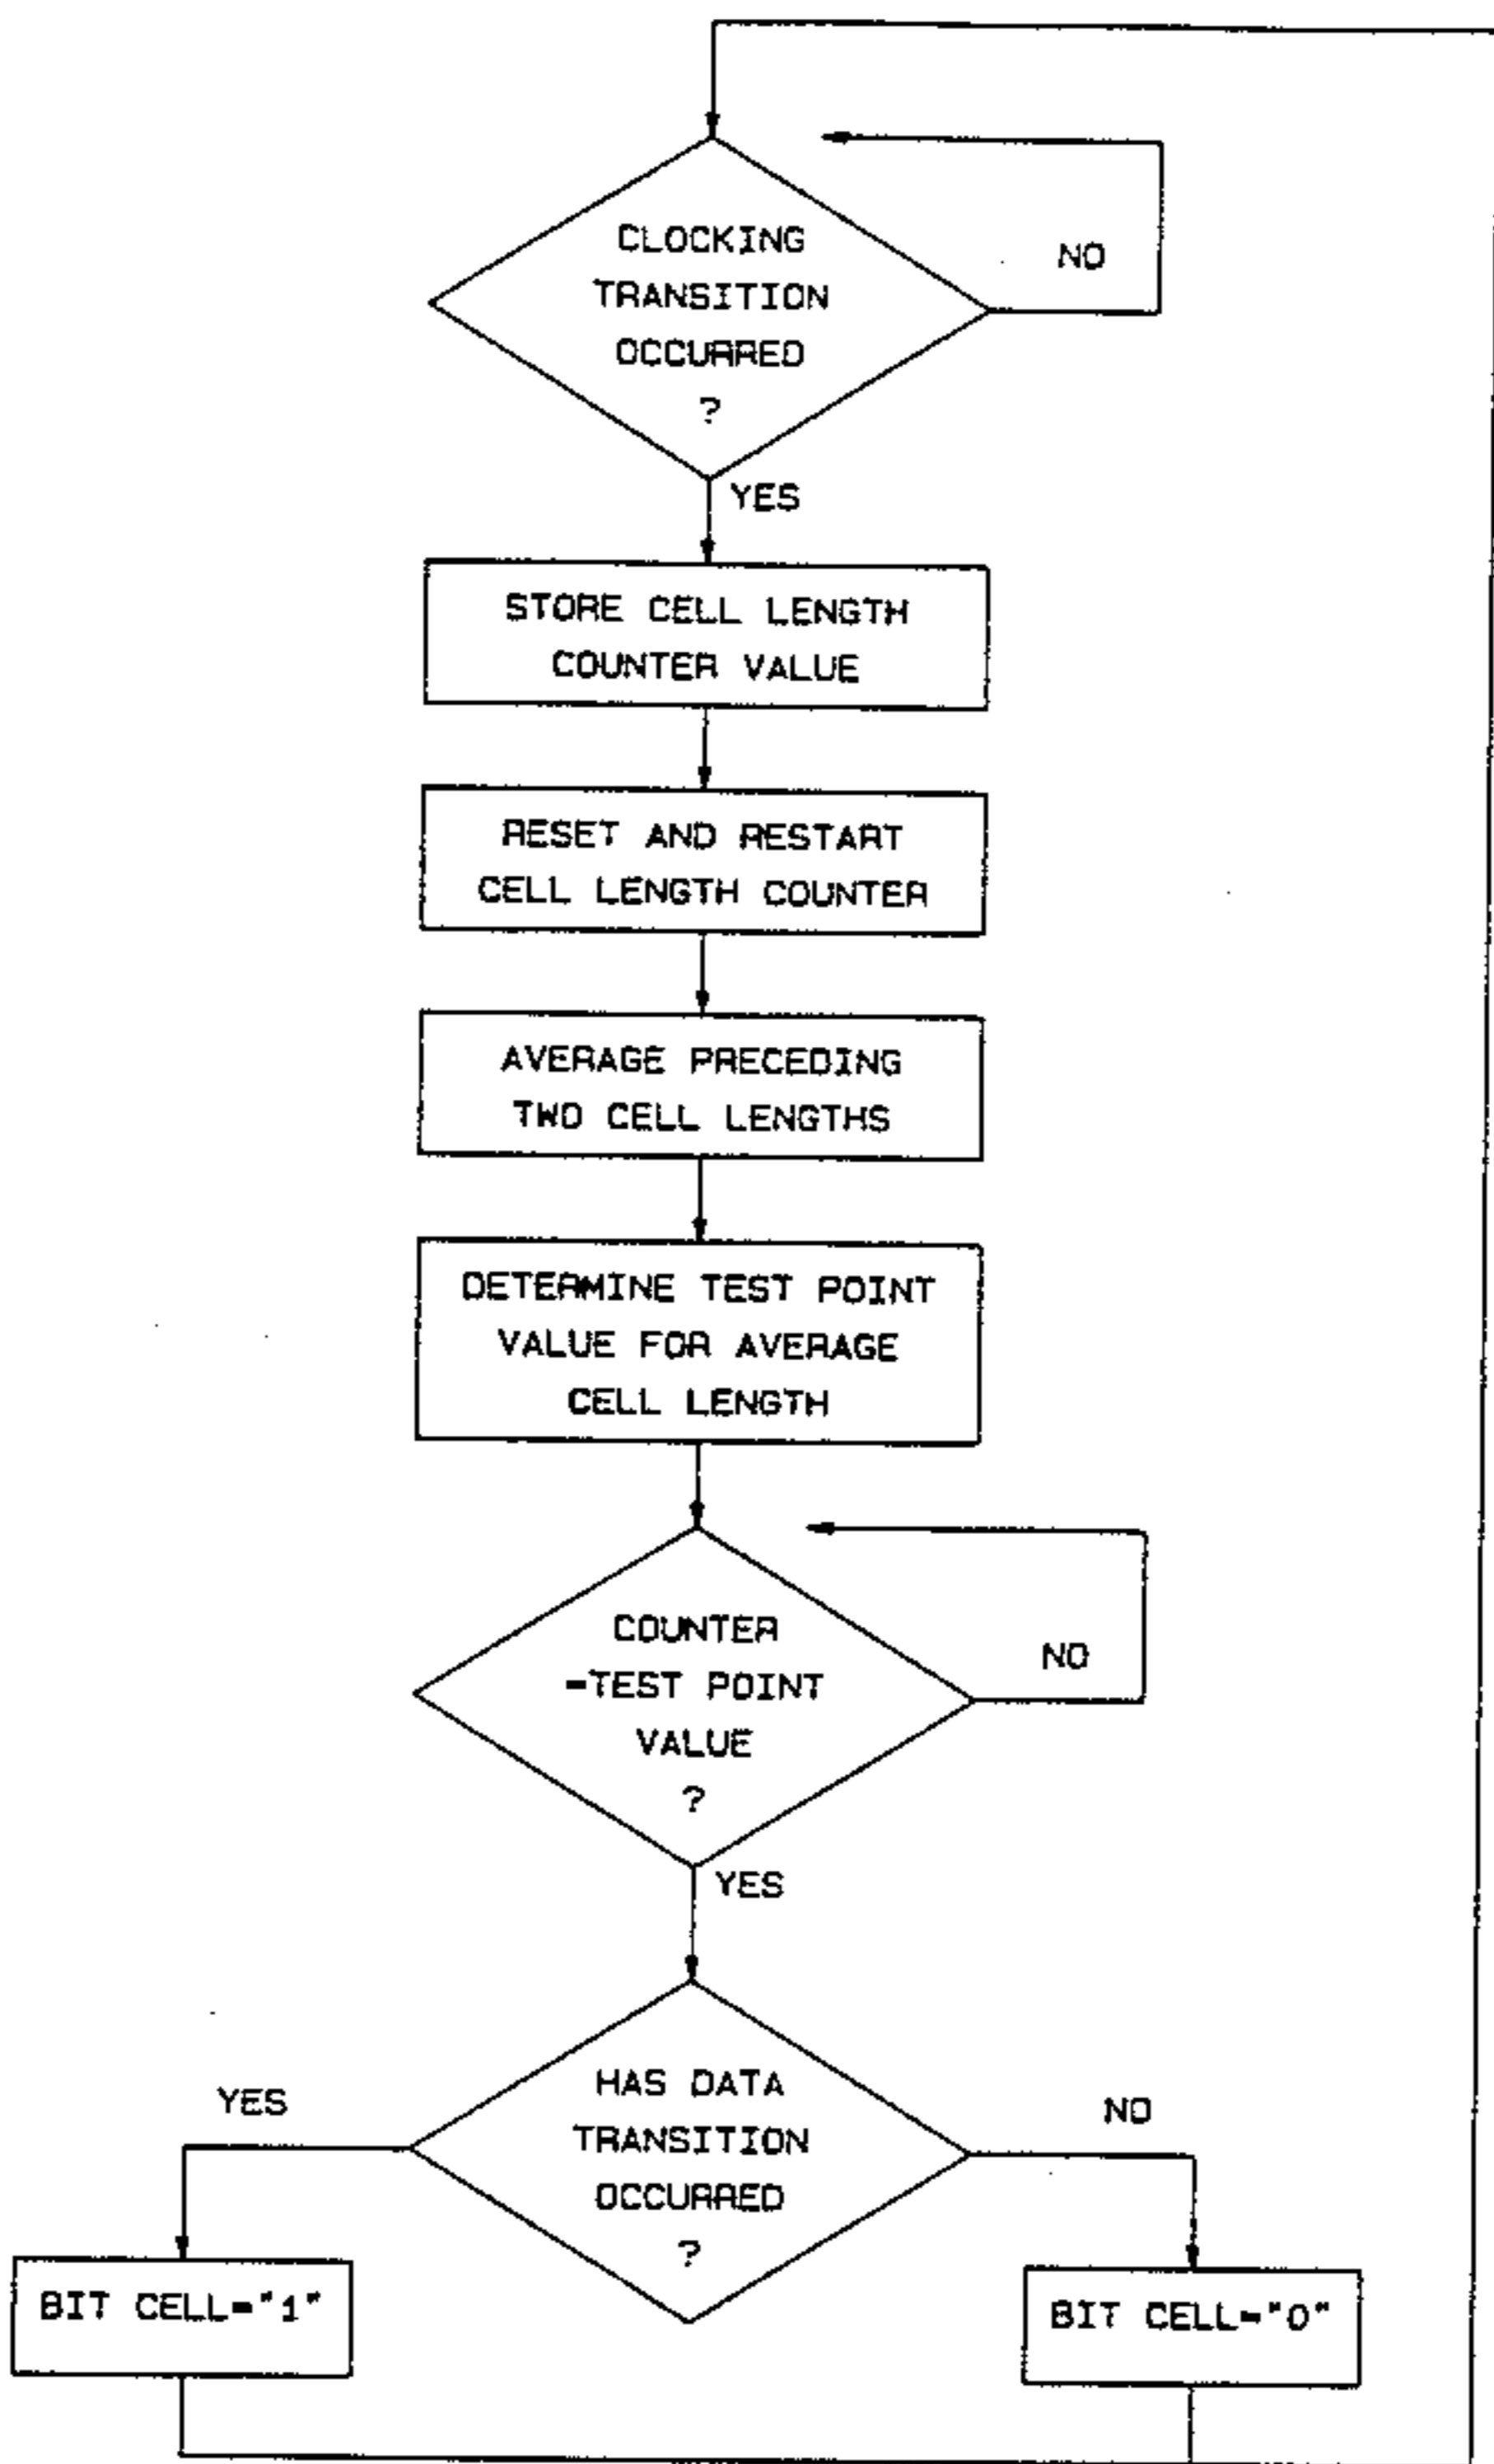 CLOCKING
TRANSITION
OCCURRED
?
NO
YES
STORE CELL LENGTH
COUNTER VALUE
RESET AND RESTART
CELL LENGTH COUNTER
AVERAGE PRECEDING
TWO CELL LENGTHS
DETERMINE TEST POINT
VALUE FOR AVERAGE
CELL LENGTH
COUNTER
=TEST POINT
VALUE
?
NO
YES
HAS DATA
TRANSITION
OCCURRED
?
YES
NO
BIT CELL="1"
BIT CELL="0"